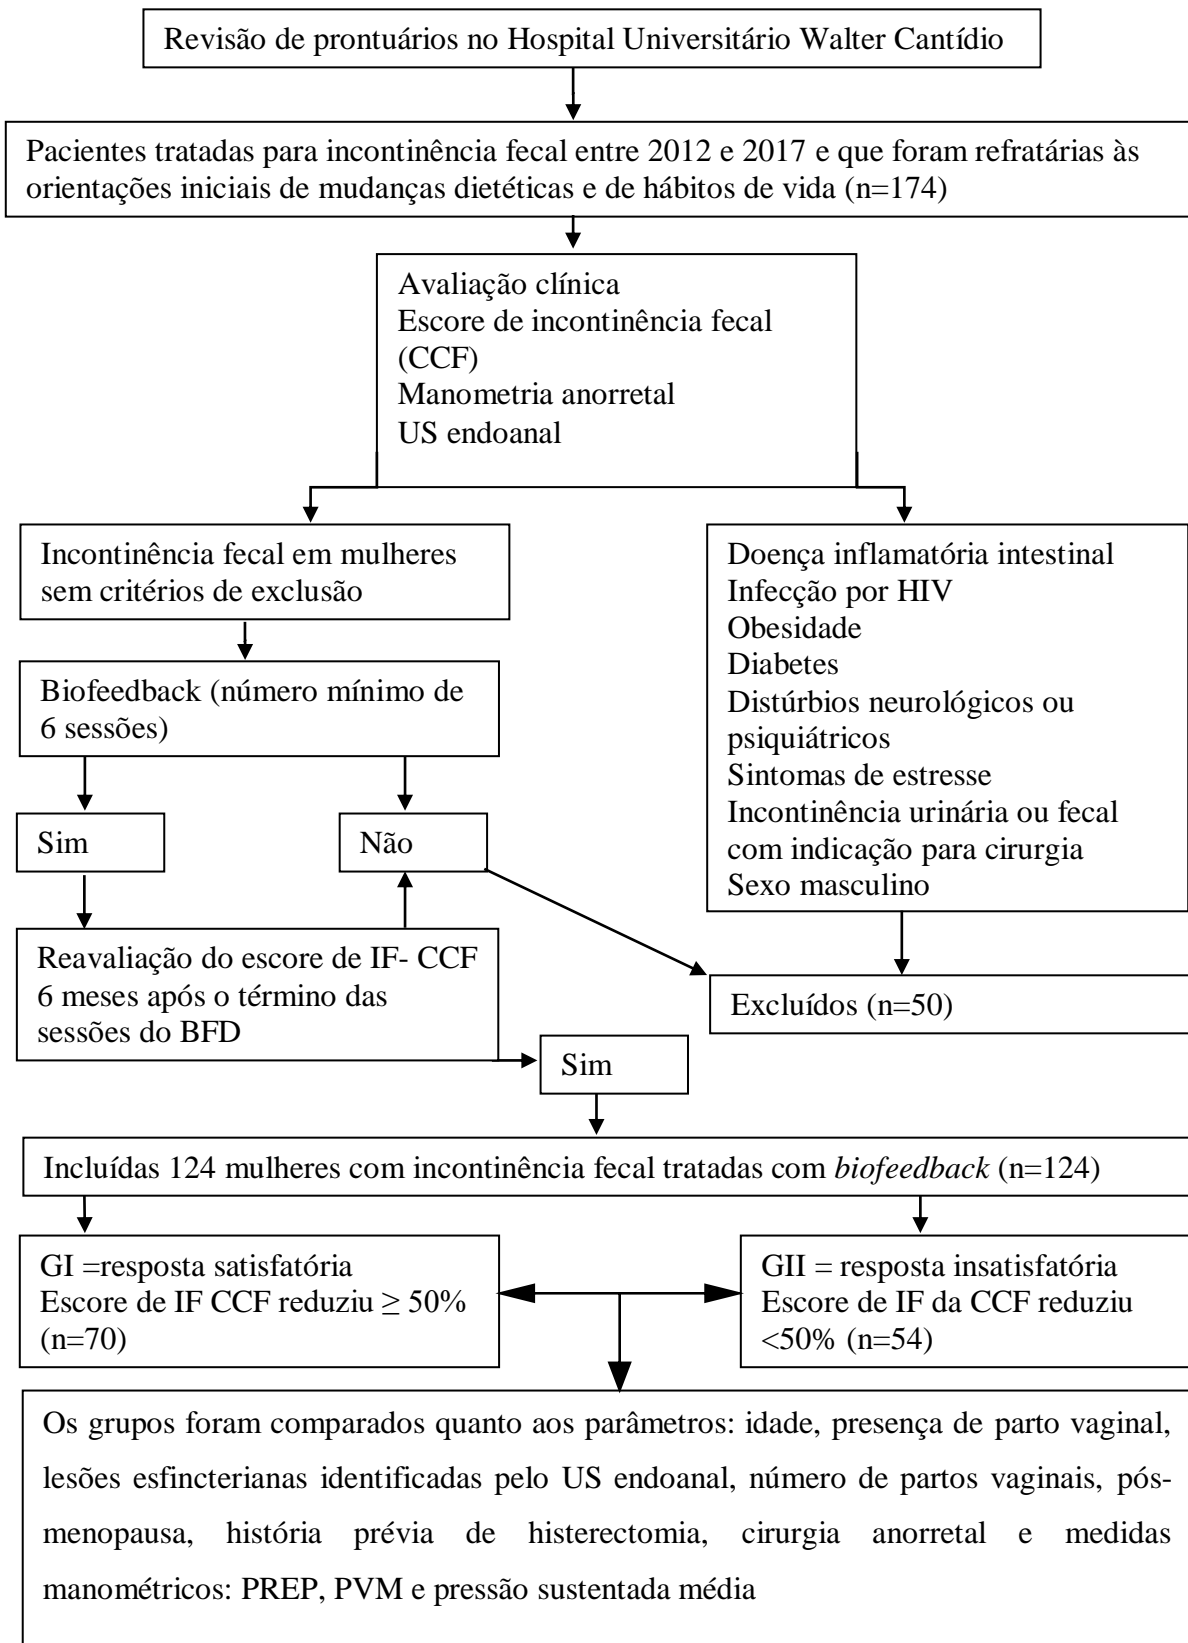 Revisão de prontuários no Hospital Universitário Walter Cantídio
Pacientes tratadas para incontinência fecal entre 2012 e 2017 e que foram refratárias às
orientações iniciais de mudanças dietéticas e de hábitos de vida (n=174)
Avaliação clínica
Escore de incontinência fecal
(CCF)
Manometria anorretal
US endoanal
Incontinência fecal em mulheres
sem critérios de exclusão
Doença inflamatória intestinal
Infecção por HIV
Obesidade
Diabetes
Distúrbios neurológicos ou
psiquiátricos
Sintomas de estresse
Incontinência urinária ou fecal
com indicação para cirurgia
Sexo masculino
Biofeedback (número mínimo de
6 sessões)
Sim
Não
Reavaliação do escore de IF- CCF
6 meses após o término das
sessões do BFD
Excluídos (n=50)
Sim
Incluídas 124 mulheres com incontinência fecal tratadas com biofeedback (n=124)
GI =resposta satisfatória
Escore de IF CCF reduziu ≥ 50%
(n=70)
GII = resposta insatisfatória
Escore de IF da CCF reduziu
<50% (n=54)
Os grupos foram comparados quanto aos parâmetros: idade, presença de parto vaginal,
lesões esfincterianas identificadas pelo US endoanal, número de partos vaginais, pós-
menopausa, história prévia de histerectomia, cirurgia anorretal e medidas
manométricos: PREP, PVM e pressão sustentada média